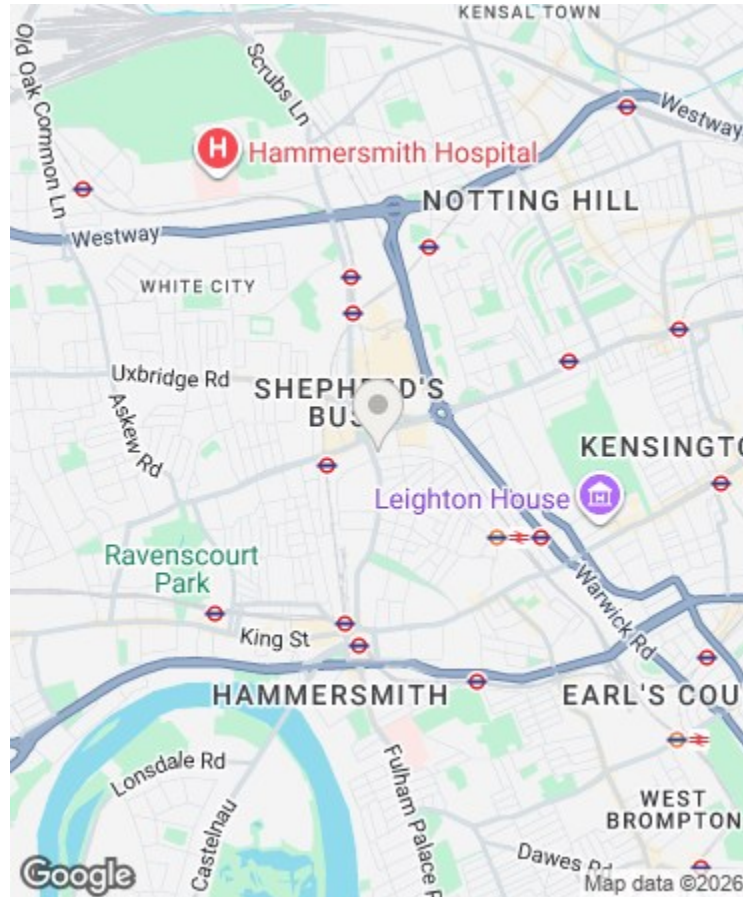 KENSAL TOWN
Old Oak Common Ln
Scrubs Ln
Westway
H
Hammersmith Hospital
NOTTING HILL
Westway
WHITE CITY
Uxbridge Rd
SHEPHERD'S
BUS
Askew Rd
KENSINGTO
Leighton House
Ravenscourt
Park
Warwick Rd
King St
HAMMERSMITH
EARL'S COU
Lonsdale Rd
Castelnau
Fulham Palace R
WEST
BROMPTON
Dawes Rd
Google
Map data ©2026